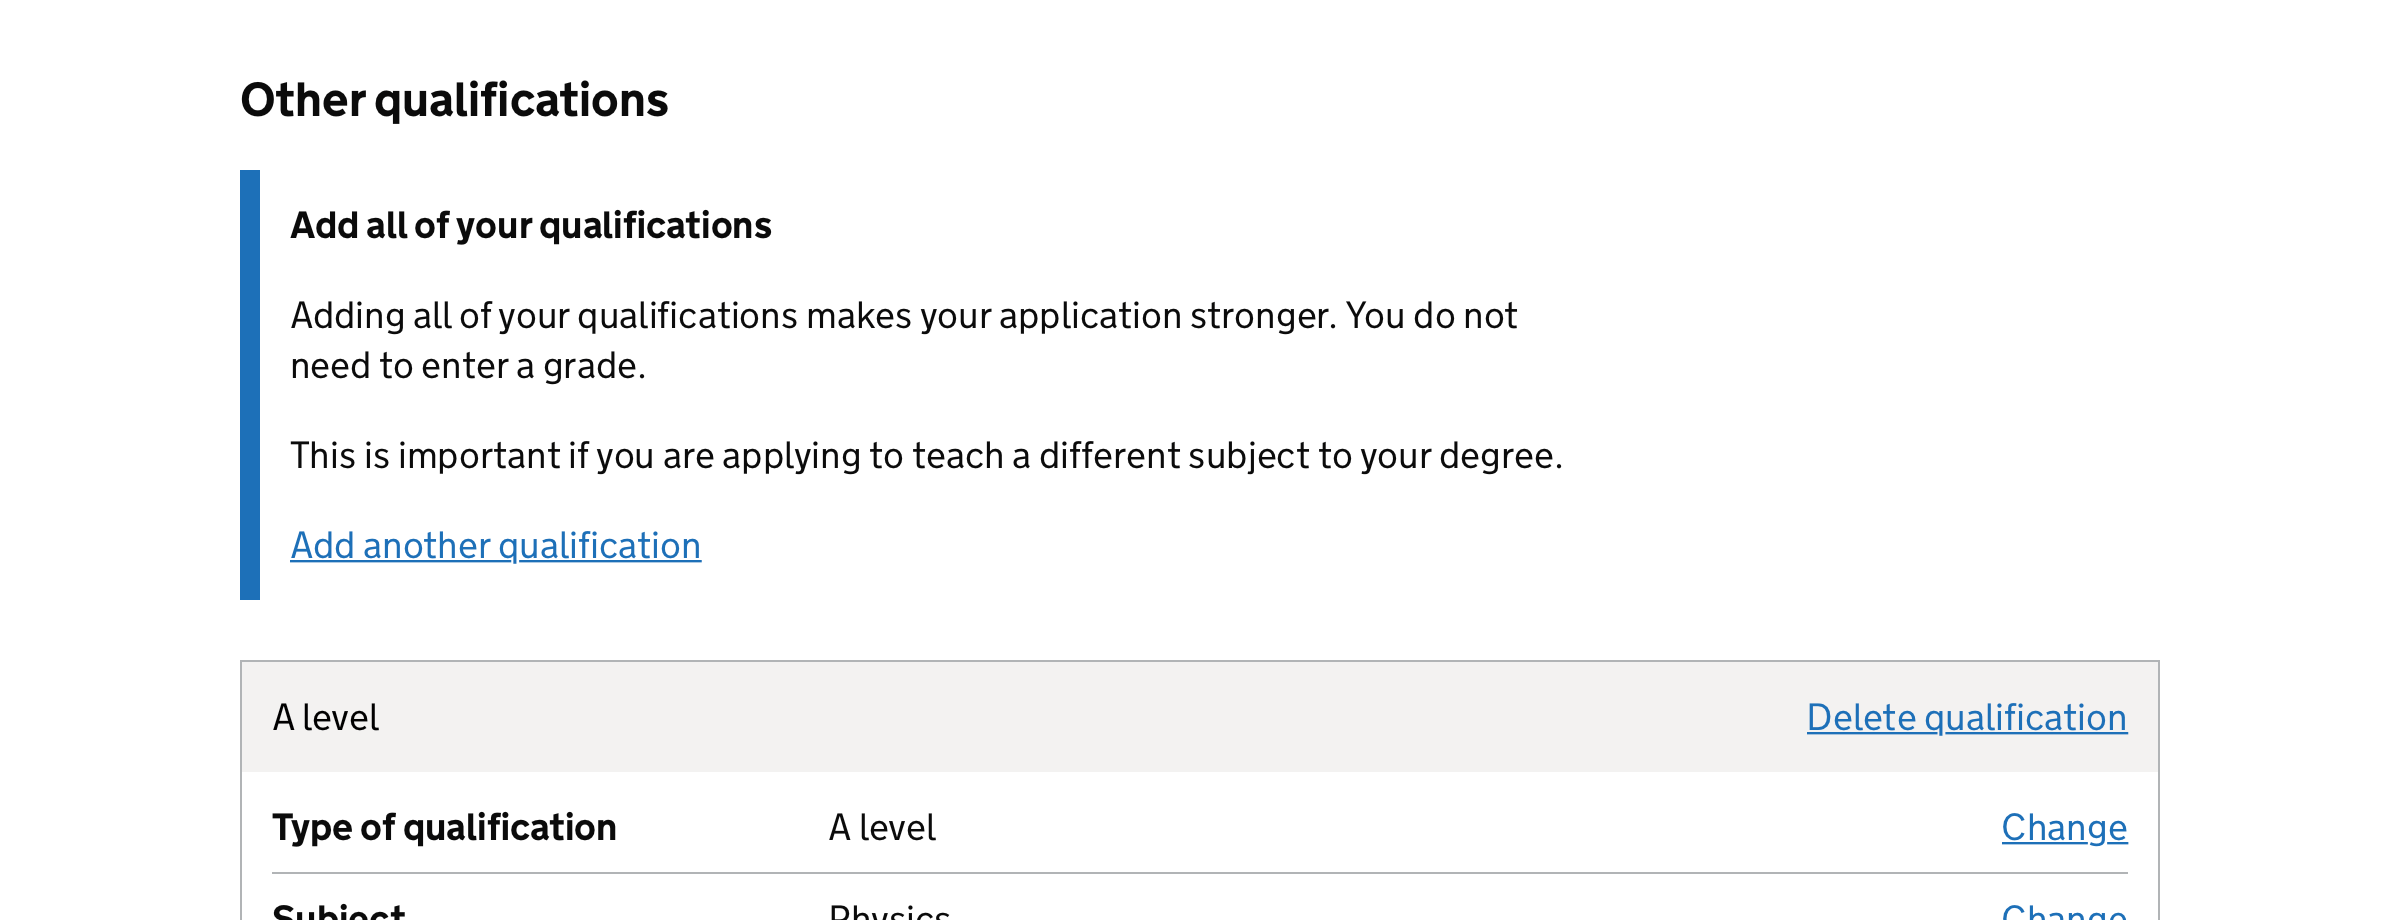 Other qualifications
Add all of your qualifications
Adding all of your qualifications makes your application stronger. You do not
need to enter a grade.
This is important if you are applying to teach a different subject to your degree.
Add another qualification
A level Delete qualification
Type of qualification A level Change
Subject Physics Change